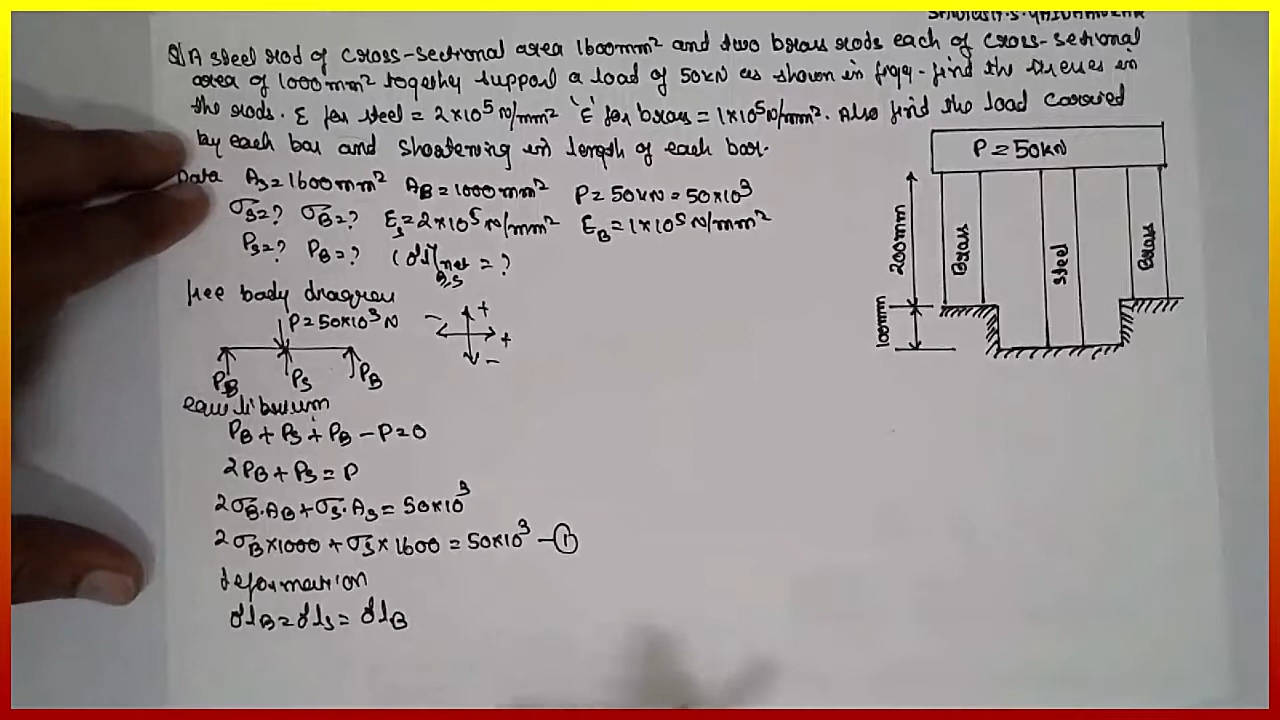 Q) A steel rod of cross-sectional area 1600mm² and two brass rods each of cross-sectional
area of 1000mm² together support a load of 50kN as shown in fig. find the stresses in
the rods. E for steel = 2×10⁵ N/mm² 'E' for brass = 1×10⁵ N/mm². Also find the load carried
by each bar and shortening in length of each bar.
Data As=1600mm² AB=1000mm² P=50kN=50×10³
σs=? σB=? Es=2×10⁵ N/mm² EB=1×10⁵ N/mm²
Ps=? PB=? (δl)net B,S = ?
free body diagram
P=50×10³N
- + + -
PB Ps PB
equilibrium
PB + Ps + PB - P=0
2PB + Ps = P
2σB.AB + σs.As = 50×10³
2σB×1000 + σs×1600 = 50×10³ —①
deformation
δlB = δls = δlB
P=50kN
200mm Brass Steel Brass
100mm